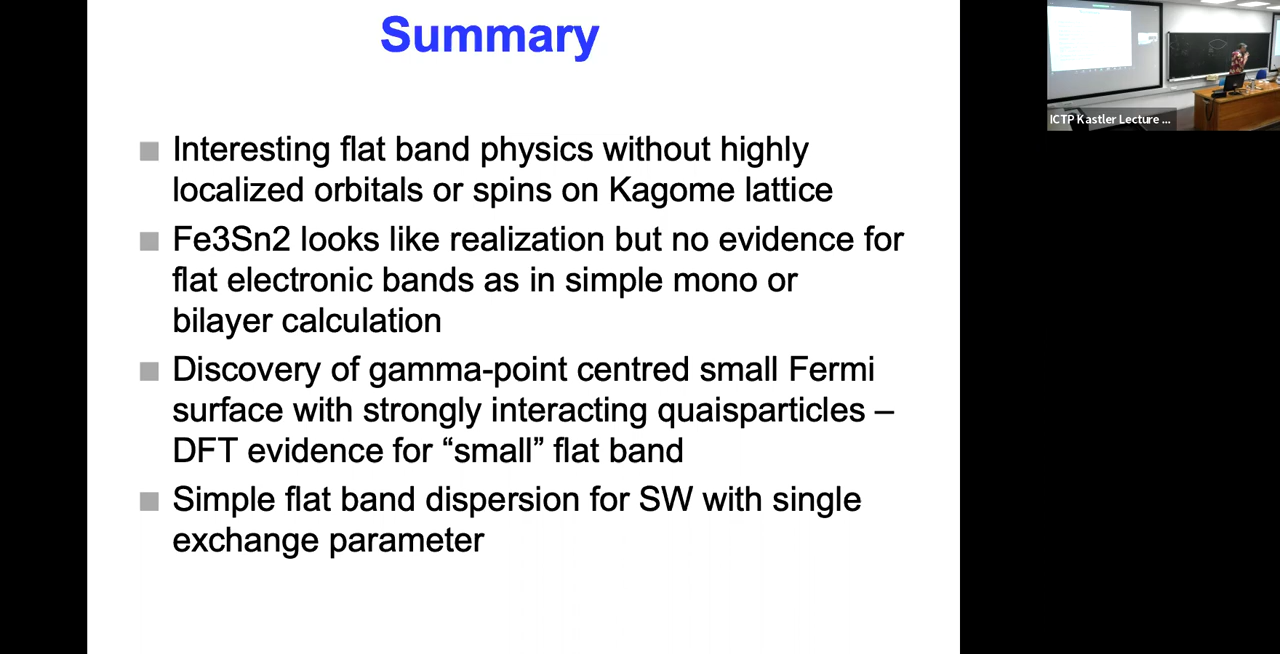 Summary
Interesting flat band physics without highly
localized orbitals or spins on Kagome lattice
Fe3Sn2 looks like realization but no evidence for
flat electronic bands as in simple mono or
bilayer calculation
Discovery of gamma-point centred small Fermi
surface with strongly interacting quaisparticles –
DFT evidence for “small” flat band
Simple flat band dispersion for SW with single
exchange parameter
ICTP Kastler Lecture ...